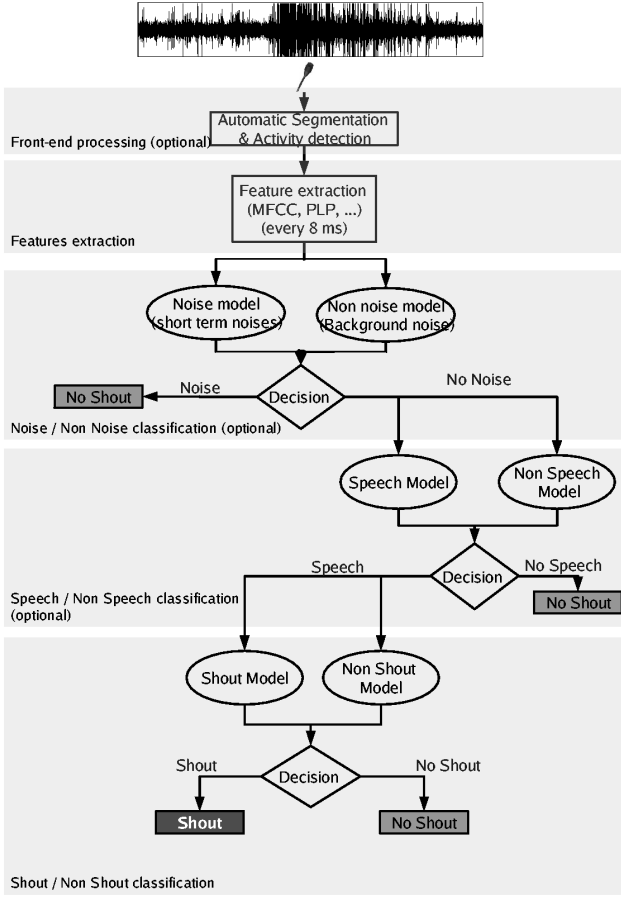 Automatic Segmentation
& Activity detection
Front-end processing (optional)
Feature extraction
(MFCC, PLP, ...)
(every 8 ms)
Features extraction
Noise model
(short term noises)
Non noise model
(Background noise)
No Shout
Noise
Decision
No Noise
Noise / Non Noise classification (optional)
Speech Model
Non Speech
Model
Speech
Decision
No Speech
No Shout
Speech / Non Speech classification
(optional)
Shout Model
Non Shout
Model
Shout
Decision
No Shout
Shout
No Shout
Shout / Non Shout classification